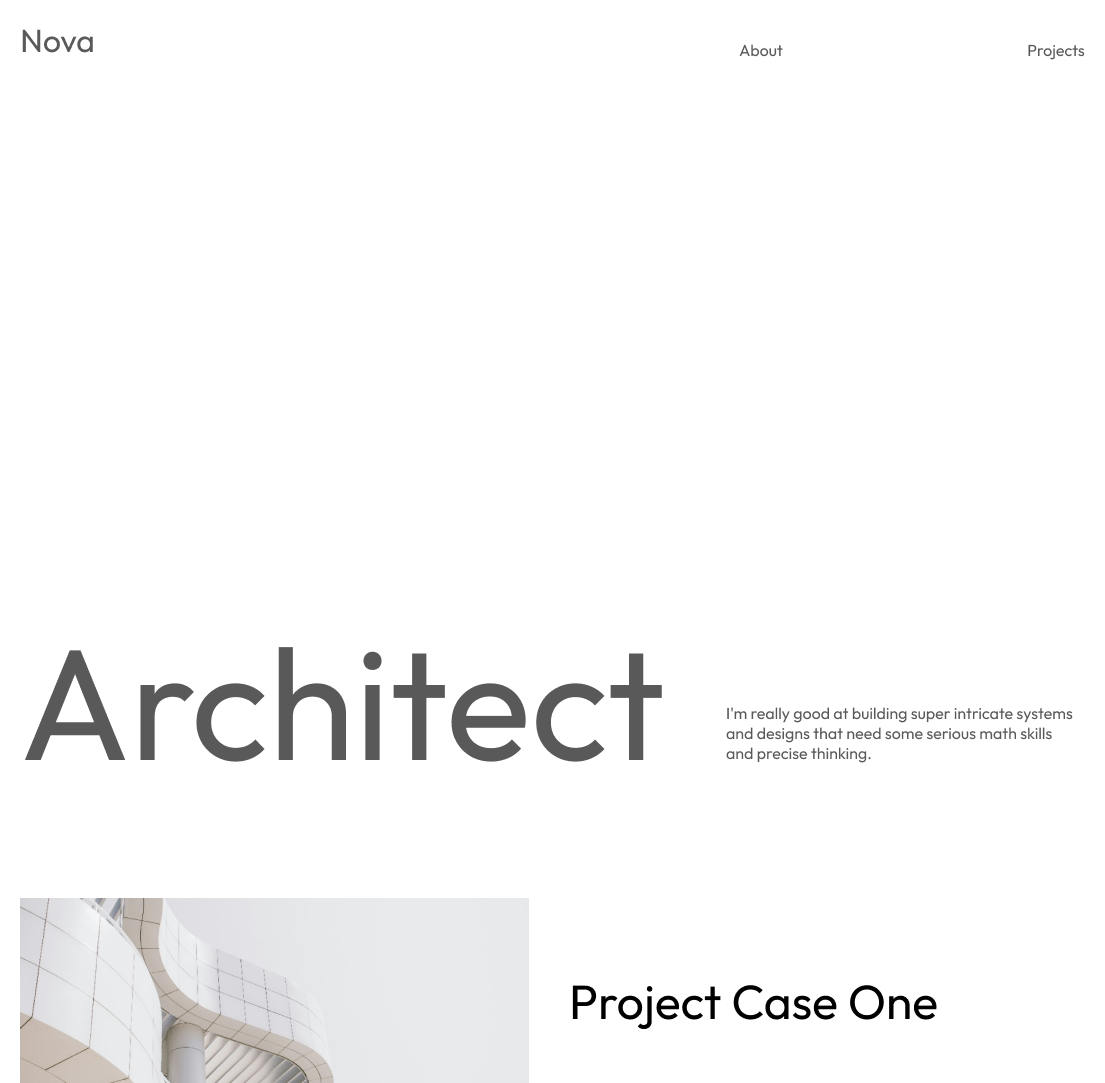 Nova
About
Projects
Architect
I'm really good at building super intricate systems
and designs that need some serious math skills
and precise thinking.
Project Case One